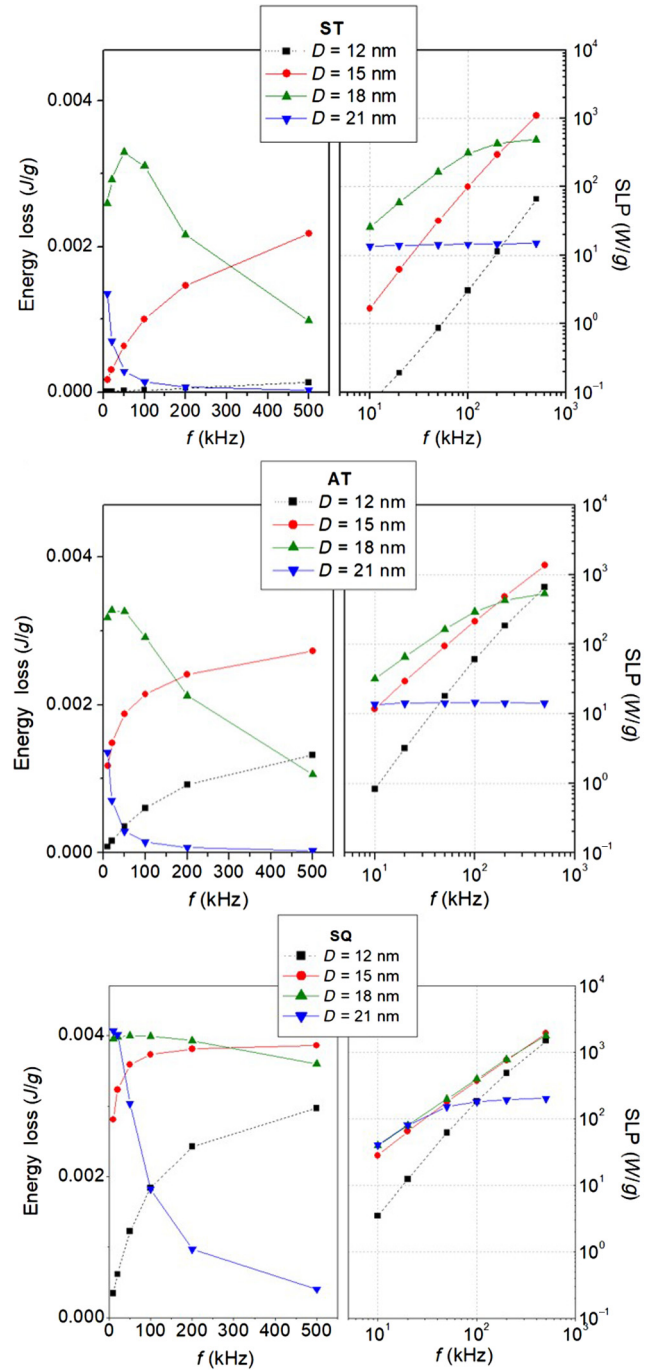 ST
D = 12 nm
D = 15 nm
D = 18 nm
D = 21 nm
Energy loss (J/g)
0.004
0.002
0.000
0 100 200 300 400 500
f (kHz)
10^4
10^3
10^2
10^1
10^0
10^-1
SLP (W/g)
10^1 10^2 10^3
f (kHz)
AT
D = 12 nm
D = 15 nm
D = 18 nm
D = 21 nm
Energy loss (J/g)
0.004
0.002
0.000
0 100 200 300 400 500
f (kHz)
10^4
10^3
10^2
10^1
10^0
10^-1
SLP (W/g)
10^1 10^2 10^3
f (kHz)
SQ
D = 12 nm
D = 15 nm
D = 18 nm
D = 21 nm
Energy loss (J/g)
0.004
0.002
0.000
0 100 200 300 400 500
f (kHz)
10^4
10^3
10^2
10^1
10^0
10^-1
SLP (W/g)
10^1 10^2 10^3
f (kHz)